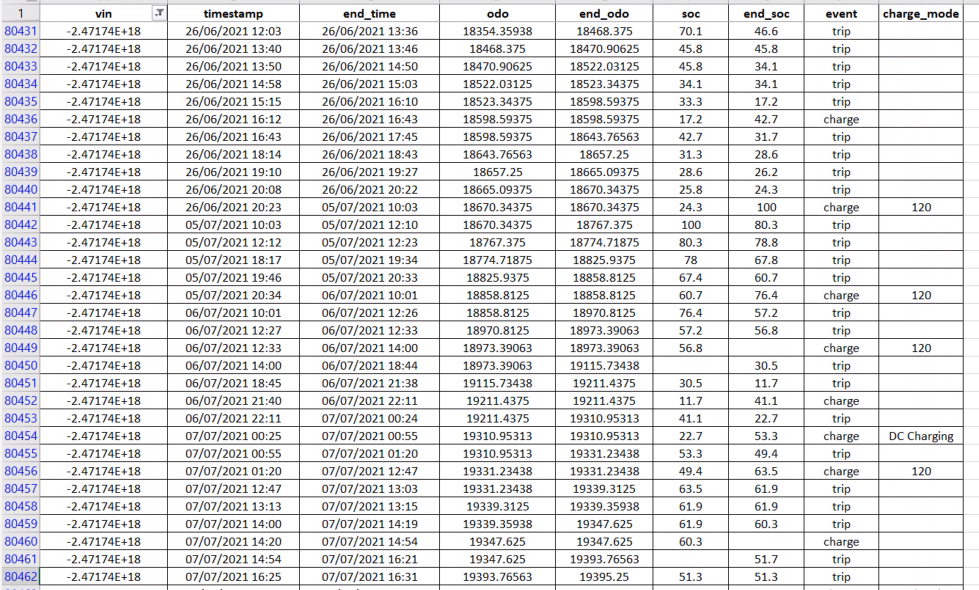 1 vin timestamp end_time odo end_odo soc end_soc event charge_mode
80431 -2.47174E+18 26/06/2021 12:03 26/06/2021 13:36 18354.35938 18468.375 70.1 46.6 trip
80432 -2.47174E+18 26/06/2021 13:40 26/06/2021 13:46 18468.375 18470.90625 45.8 45.8 trip
80433 -2.47174E+18 26/06/2021 13:50 26/06/2021 14:50 18470.90625 18522.03125 45.8 34.1 trip
80434 -2.47174E+18 26/06/2021 14:58 26/06/2021 15:03 18522.03125 18523.34375 34.1 34.1 trip
80435 -2.47174E+18 26/06/2021 15:15 26/06/2021 16:10 18523.34375 18598.59375 33.3 17.2 trip
80436 -2.47174E+18 26/06/2021 16:12 26/06/2021 16:43 18598.59375 18598.59375 17.2 42.7 charge
80437 -2.47174E+18 26/06/2021 16:43 26/06/2021 17:45 18598.59375 18643.76563 42.7 31.7 trip
80438 -2.47174E+18 26/06/2021 18:14 26/06/2021 18:43 18643.76563 18657.25 31.3 28.6 trip
80439 -2.47174E+18 26/06/2021 19:10 26/06/2021 19:27 18657.25 18665.09375 28.6 26.2 trip
80440 -2.47174E+18 26/06/2021 20:08 26/06/2021 20:22 18665.09375 18670.34375 25.8 24.3 trip
80441 -2.47174E+18 26/06/2021 20:23 05/07/2021 10:03 18670.34375 18670.34375 24.3 100 charge 120
80442 -2.47174E+18 05/07/2021 10:03 05/07/2021 12:10 18670.34375 18767.375 100 80.3 trip
80443 -2.47174E+18 05/07/2021 12:12 05/07/2021 12:23 18767.375 18774.71875 80.3 78.8 trip
80444 -2.47174E+18 05/07/2021 18:17 05/07/2021 19:34 18774.71875 18825.9375 78 67.8 trip
80445 -2.47174E+18 05/07/2021 19:46 05/07/2021 20:33 18825.9375 18858.8125 67.4 60.7 trip
80446 -2.47174E+18 05/07/2021 20:34 06/07/2021 10:01 18858.8125 18858.8125 60.7 76.4 charge 120
80447 -2.47174E+18 06/07/2021 10:01 06/07/2021 12:26 18858.8125 18970.8125 76.4 57.2 trip
80448 -2.47174E+18 06/07/2021 12:27 06/07/2021 12:33 18970.8125 18973.39063 57.2 56.8 trip
80449 -2.47174E+18 06/07/2021 12:33 06/07/2021 14:00 18973.39063 18973.39063 56.8 charge 120
80450 -2.47174E+18 06/07/2021 14:00 06/07/2021 18:44 18973.39063 19115.73438 30.5 trip
80451 -2.47174E+18 06/07/2021 18:45 06/07/2021 21:38 19115.73438 19211.4375 30.5 11.7 trip
80452 -2.47174E+18 06/07/2021 21:40 06/07/2021 22:11 19211.4375 19211.4375 11.7 41.1 charge
80453 -2.47174E+18 06/07/2021 22:11 07/07/2021 00:24 19211.4375 19310.95313 41.1 22.7 trip
80454 -2.47174E+18 07/07/2021 00:25 07/07/2021 00:55 19310.95313 19310.95313 22.7 53.3 charge DC Charging
80455 -2.47174E+18 07/07/2021 00:55 07/07/2021 01:20 19310.95313 19331.23438 53.3 49.4 trip
80456 -2.47174E+18 07/07/2021 01:20 07/07/2021 12:47 19331.23438 19331.23438 49.4 63.5 charge 120
80457 -2.47174E+18 07/07/2021 12:47 07/07/2021 13:03 19331.23438 19339.3125 63.5 61.9 trip
80458 -2.47174E+18 07/07/2021 13:13 07/07/2021 13:15 19339.3125 19339.35938 61.9 61.9 trip
80459 -2.47174E+18 07/07/2021 14:00 07/07/2021 14:19 19339.35938 19347.625 61.9 60.3 trip
80460 -2.47174E+18 07/07/2021 14:20 07/07/2021 14:54 19347.625 19347.625 60.3 charge
80461 -2.47174E+18 07/07/2021 14:54 07/07/2021 16:21 19347.625 19393.76563 51.7 trip
80462 -2.47174E+18 07/07/2021 16:25 07/07/2021 16:31 19393.76563 19395.25 51.3 51.3 trip